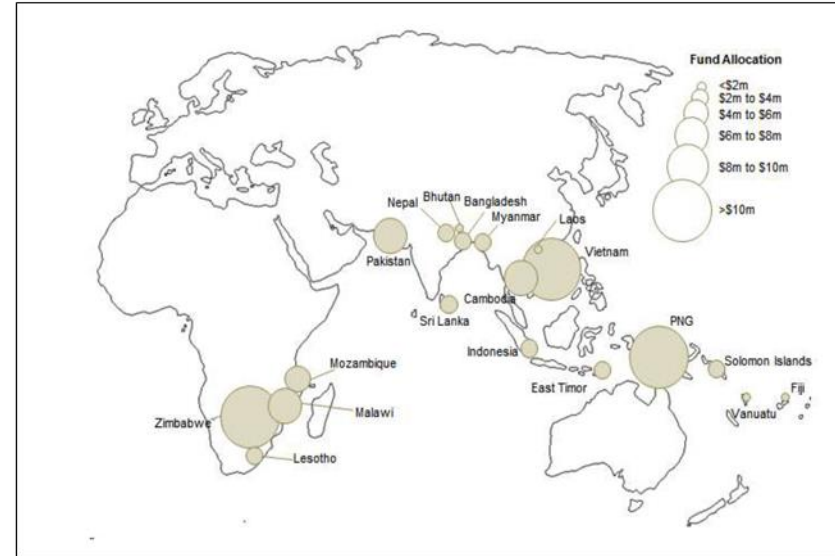 Fund Allocation
<$2m
$2m to $4m
$4m to $6m
$6m to $8m
$8m to $10m
>$10m
Nepal
Bhutan
Bangladesh
Myanmar
Laos
Pakistan
Vietnam
Cambodia
Sri Lanka
PNG
Indonesia
Solomon Islands
Mozambique
East Timor
Fiji
Vanuatu
Malawi
Zimbabwe
Lesotho